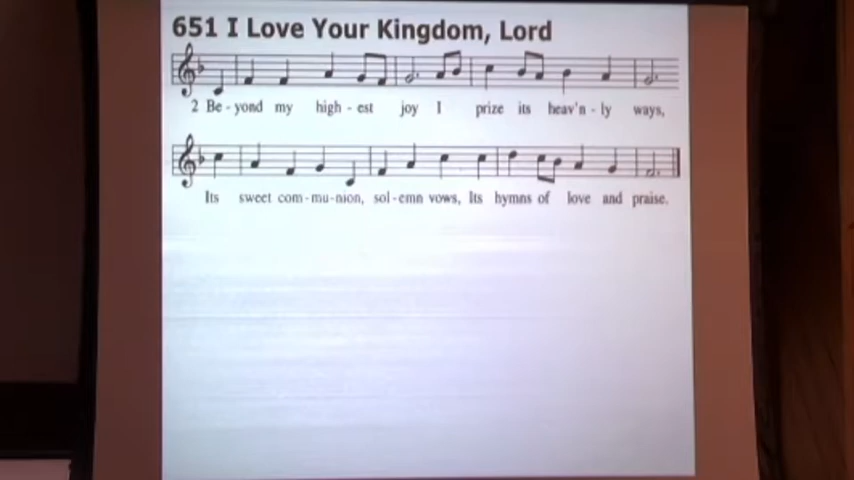 651 I Love Your Kingdom, Lord
2 Be - yond my high - est joy I prize its heav'n - ly ways,
Its sweet com - mu - nion, sol - emn vows, Its hymns of love and praise.